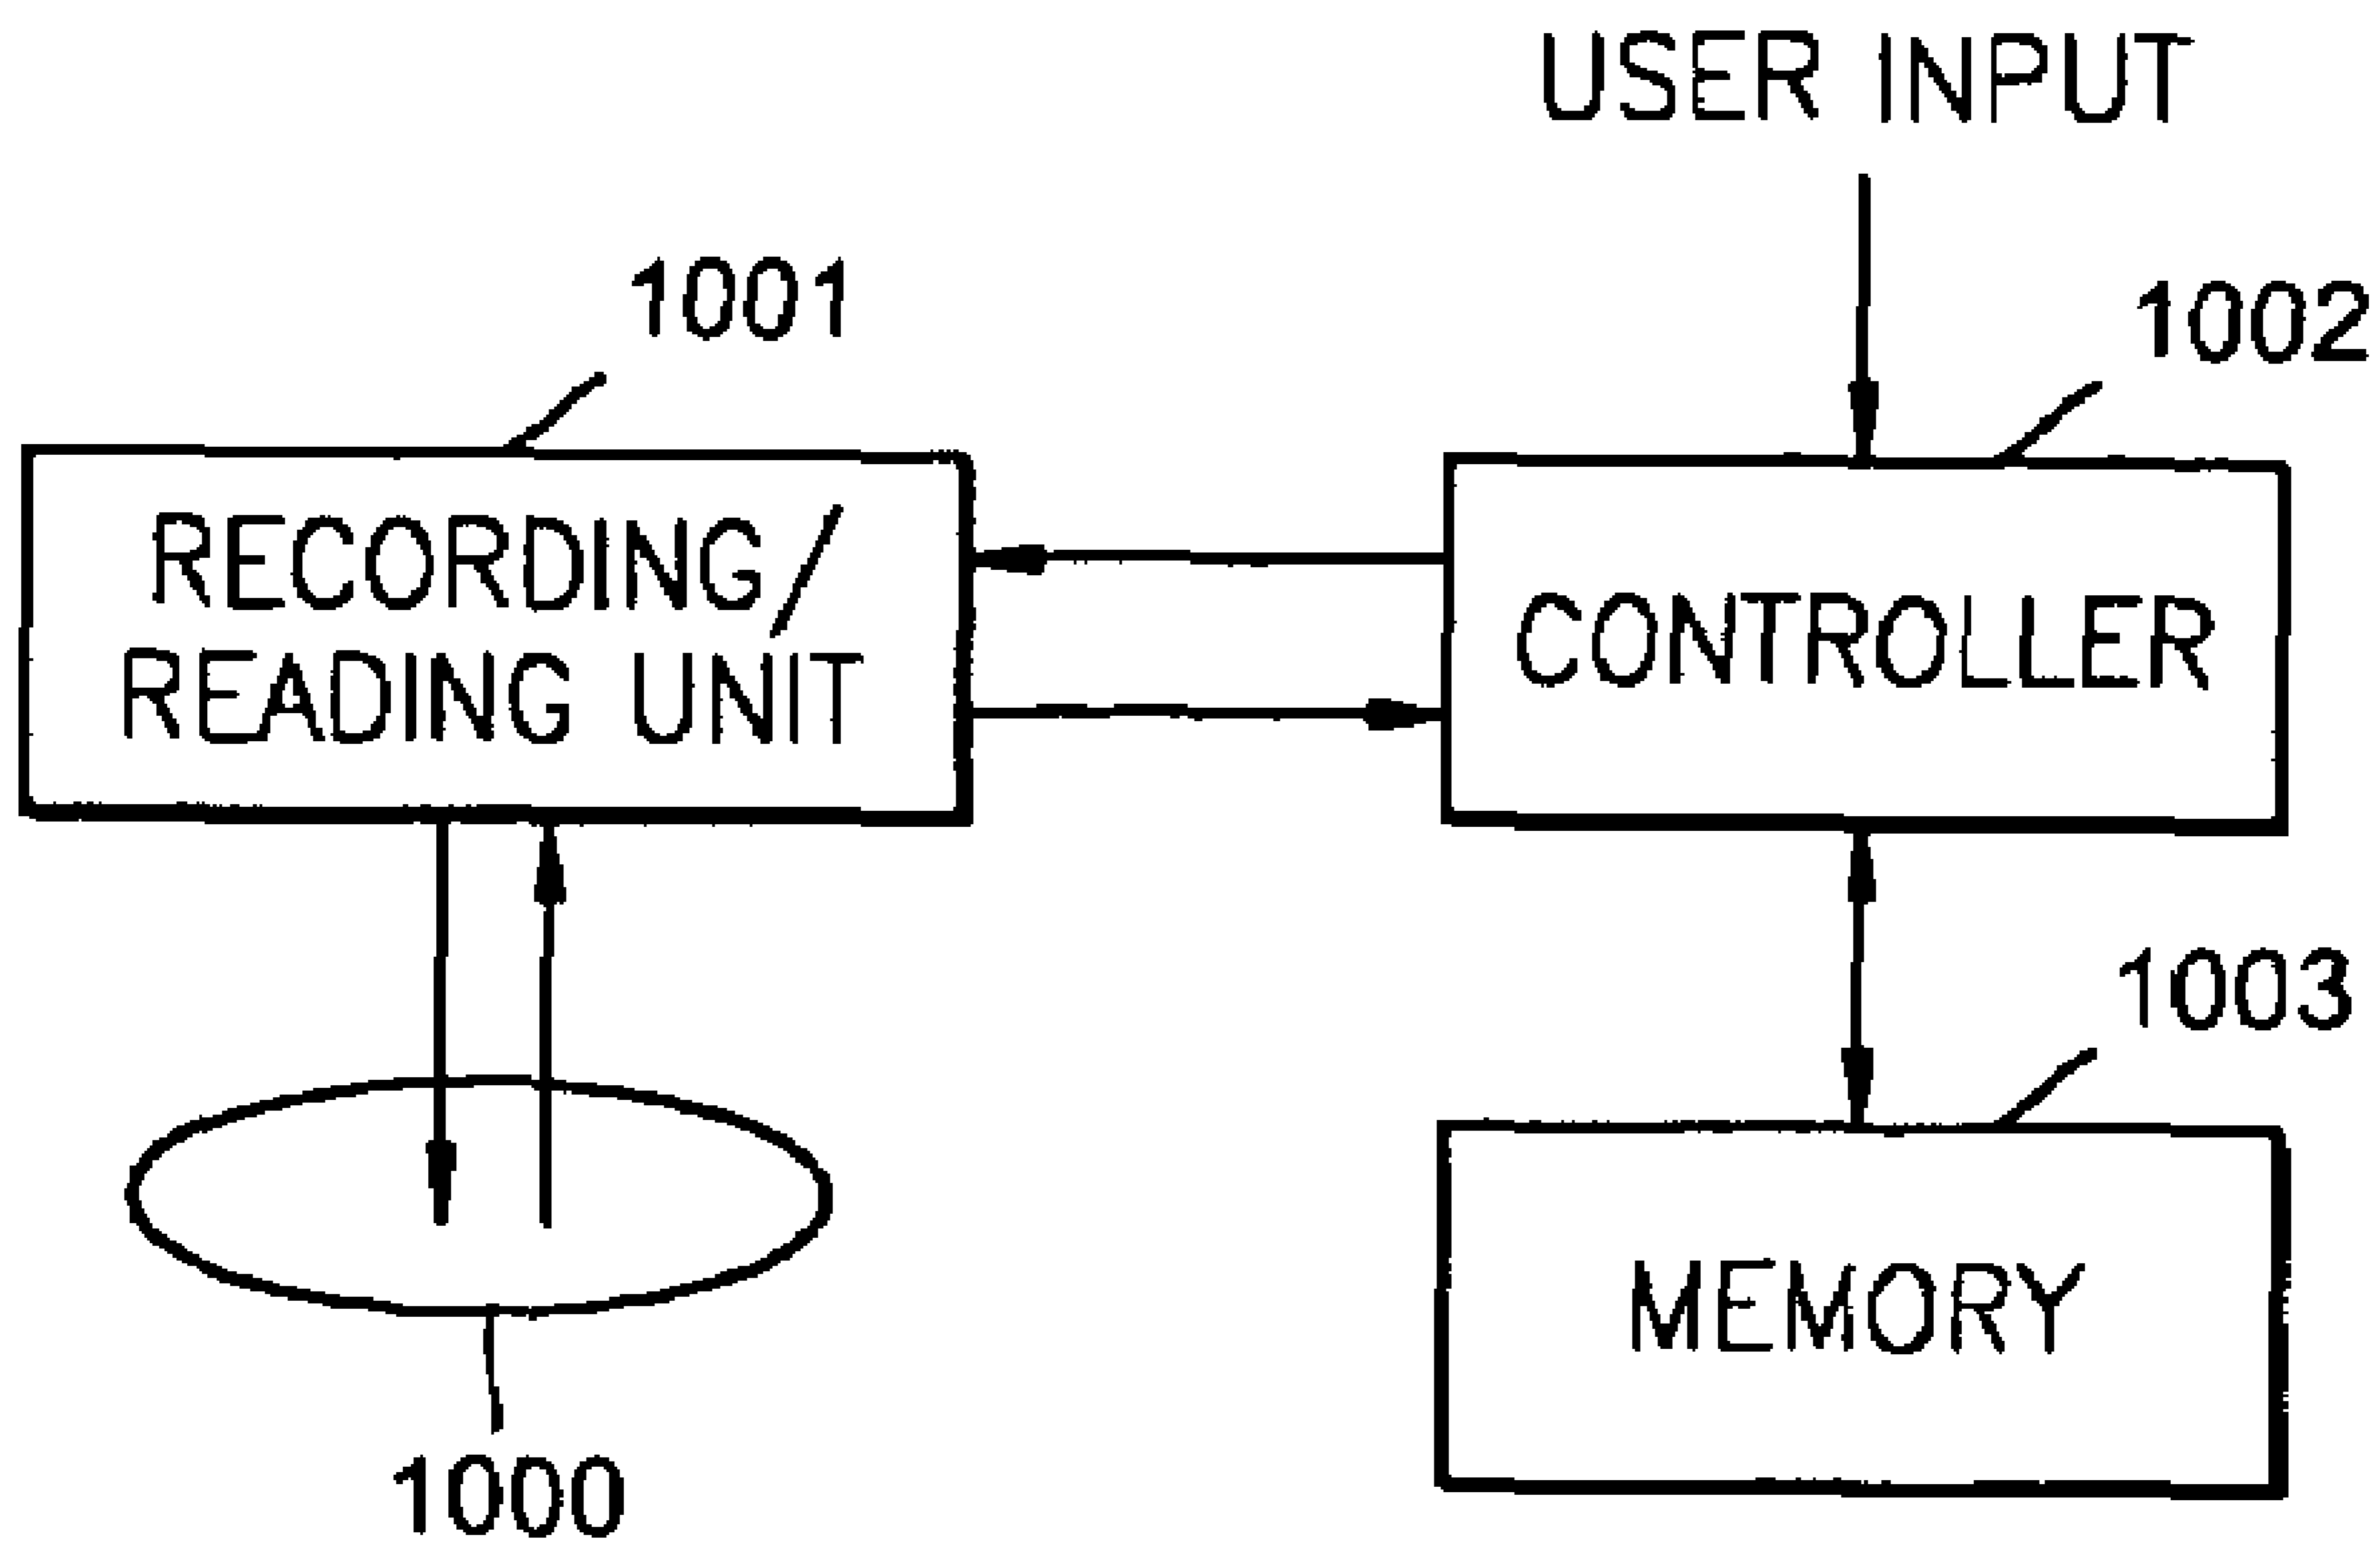 USER INPUT
1001
1002
RECORDING/
READING UNIT
CONTROLLER
1003
MEMORY
1000